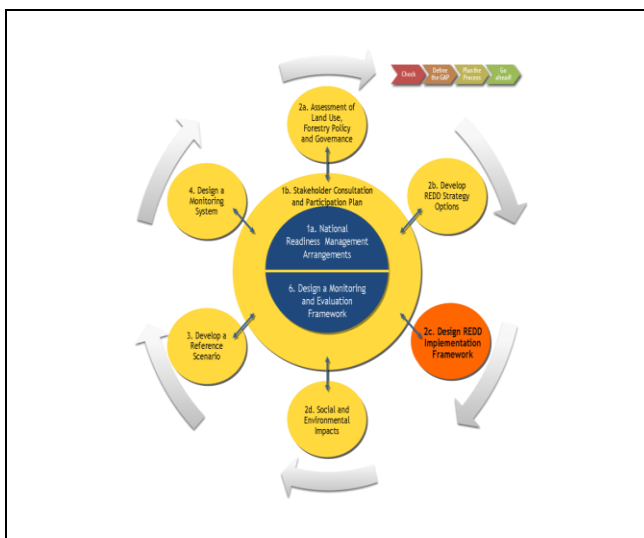 Check
Define
the GAP
Plan the
Process
Go
ahead!
2a. Assessment of
Land Use,
Forestry Policy
and Governance
4. Design a
Monitoring
System
1b. Stakeholder Consultation
and Participation Plan
2b. Develop
REDD Strategy
Options
1a. National
Readiness Management
Arrangements
6. Design a Monitoring
and Evaluation
Framework
3. Develop a
Reference
Scenario
2c. Design REDD
Implementation
Framework
2d. Social and
Environmental
Impacts